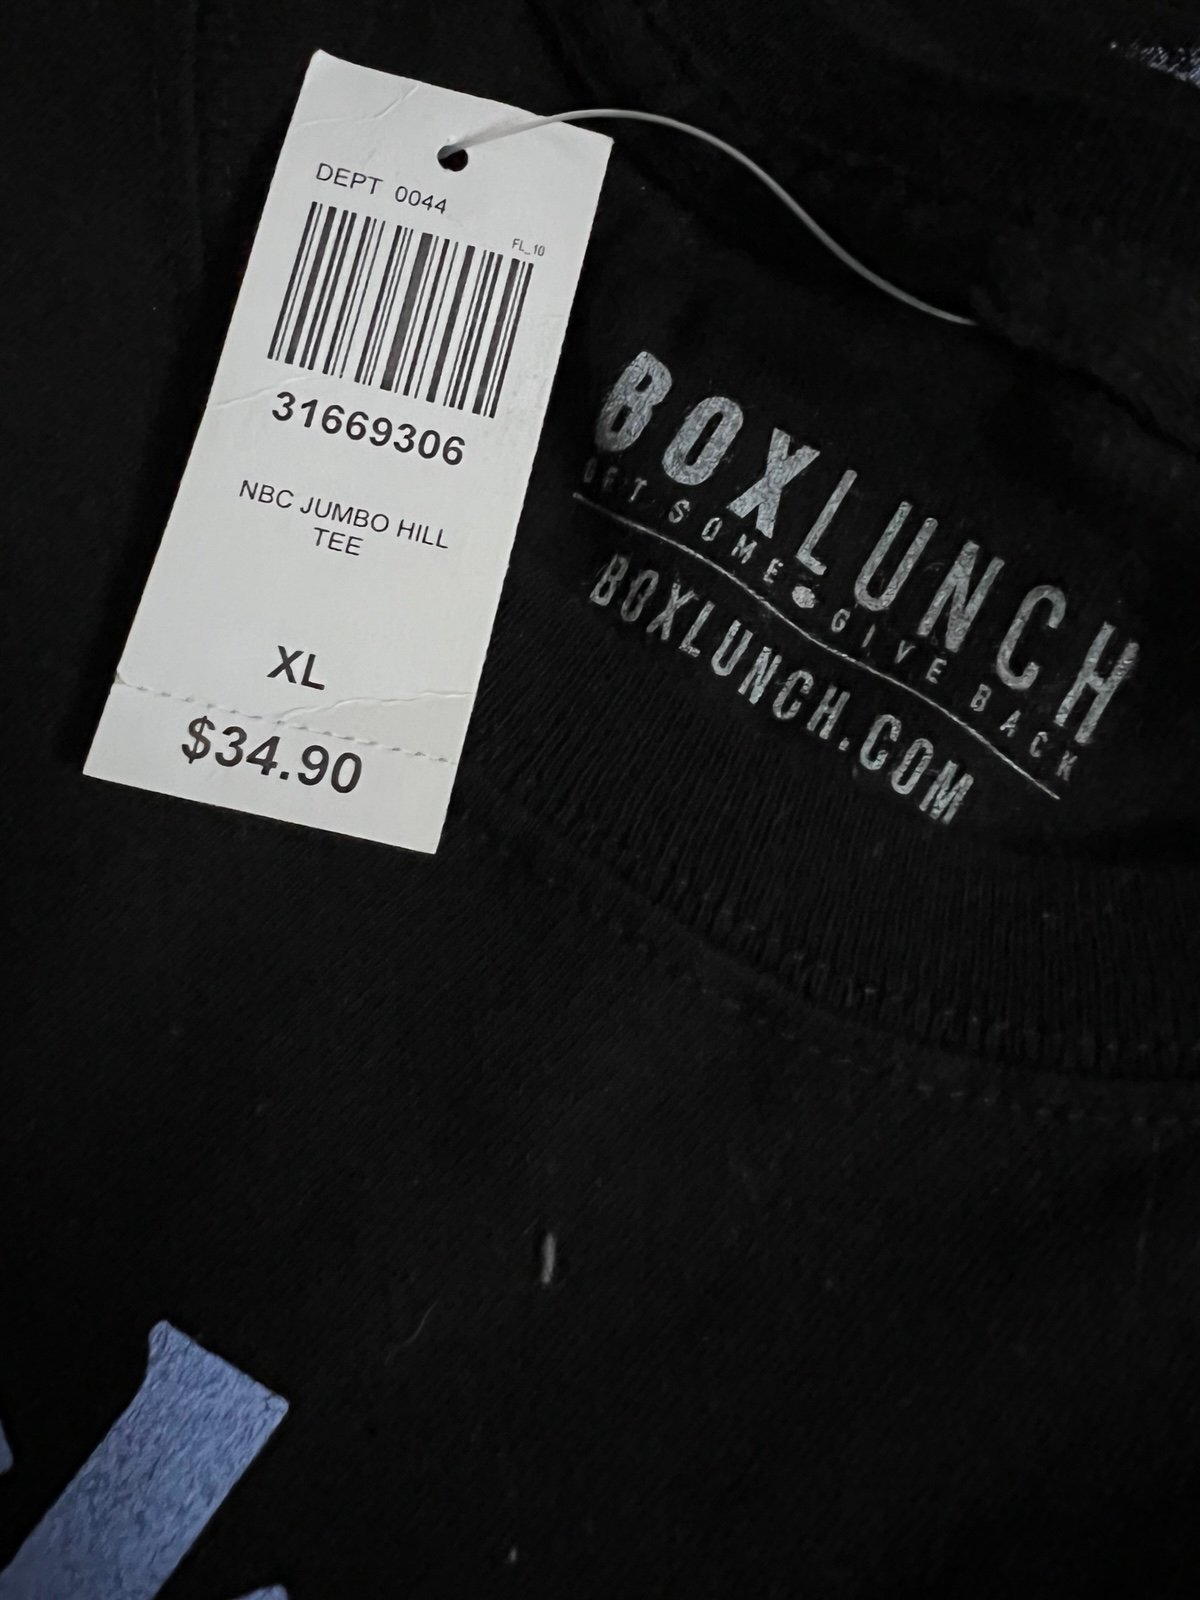 DEPT 0044
FL_10
31669306
NBC JUMBO HILL
TEE
XL
$34.90
BOXLUNCH
GET SOME GIVE BACK
BOXLUNCH.COM